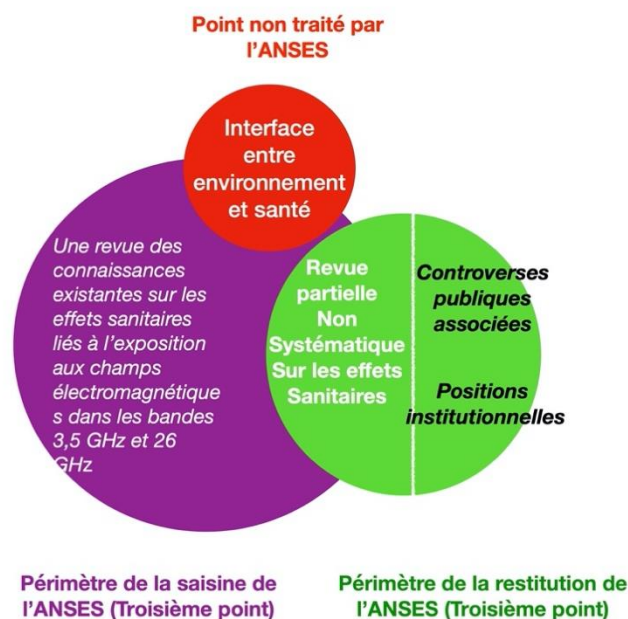 Point non traité par
l'ANSES
Interface
entre
environnement
et santé
Une revue des
connaissances
existantes sur les
effets sanitaires
liés à l'exposition
aux champs
électromagnétique
s dans les bandes
3,5 GHz et 26
GHz
Revue
partielle
Non
Systématique
Sur les effets
Sanitaires
Controverses
publiques
associées
Positions
institutionnelles
Périmètre de la saisine de
l'ANSES (Troisième point)
Périmètre de la restitution de
l'ANSES (Troisième point)